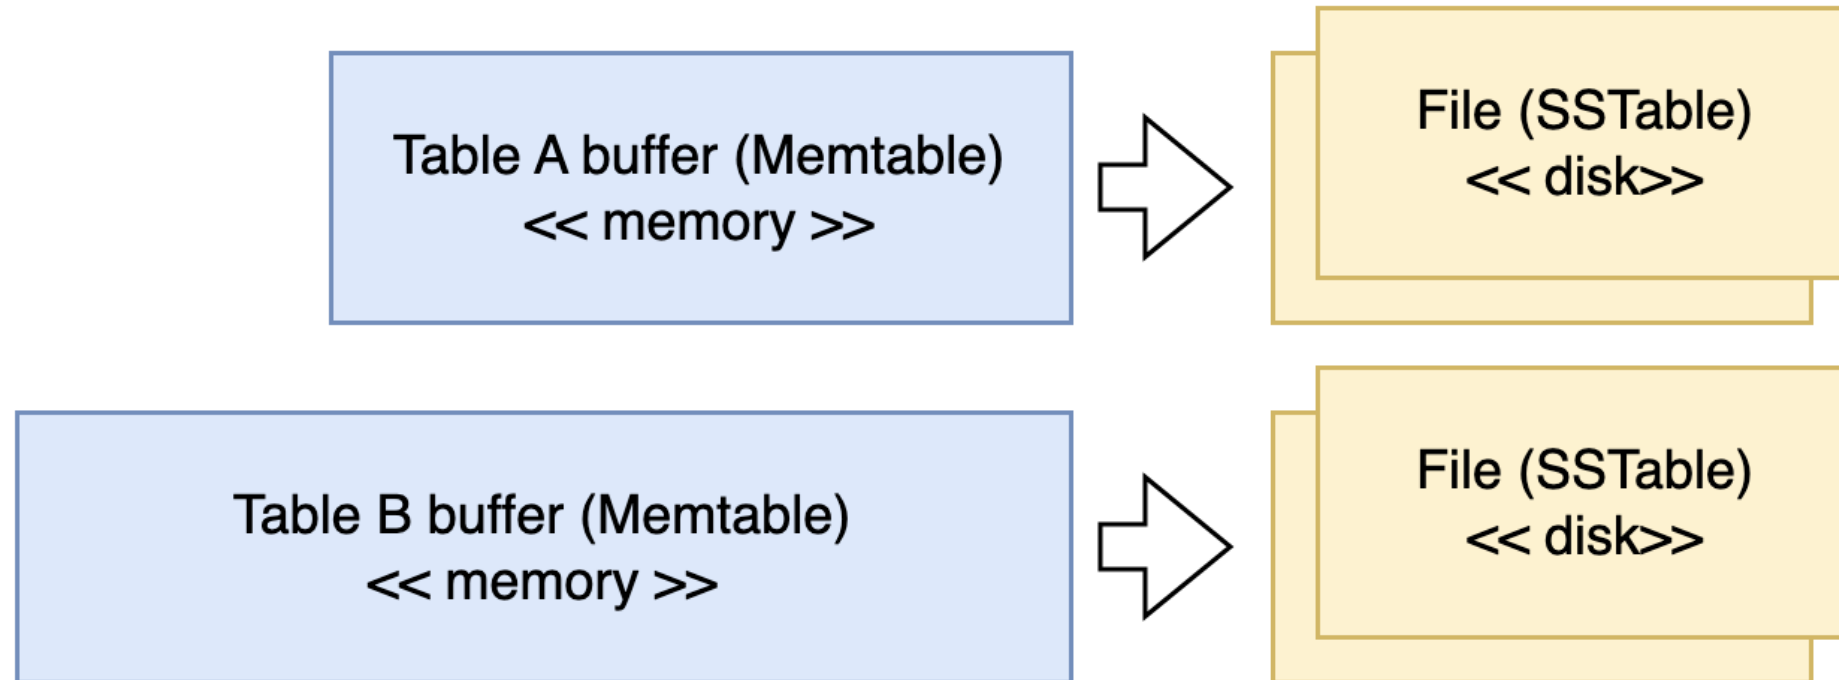 Table A buffer (Memtable)
<< memory >>
File (SSTable)
<< disk>>
Table B buffer (Memtable)
<< memory >>
File (SSTable)
<< disk>>